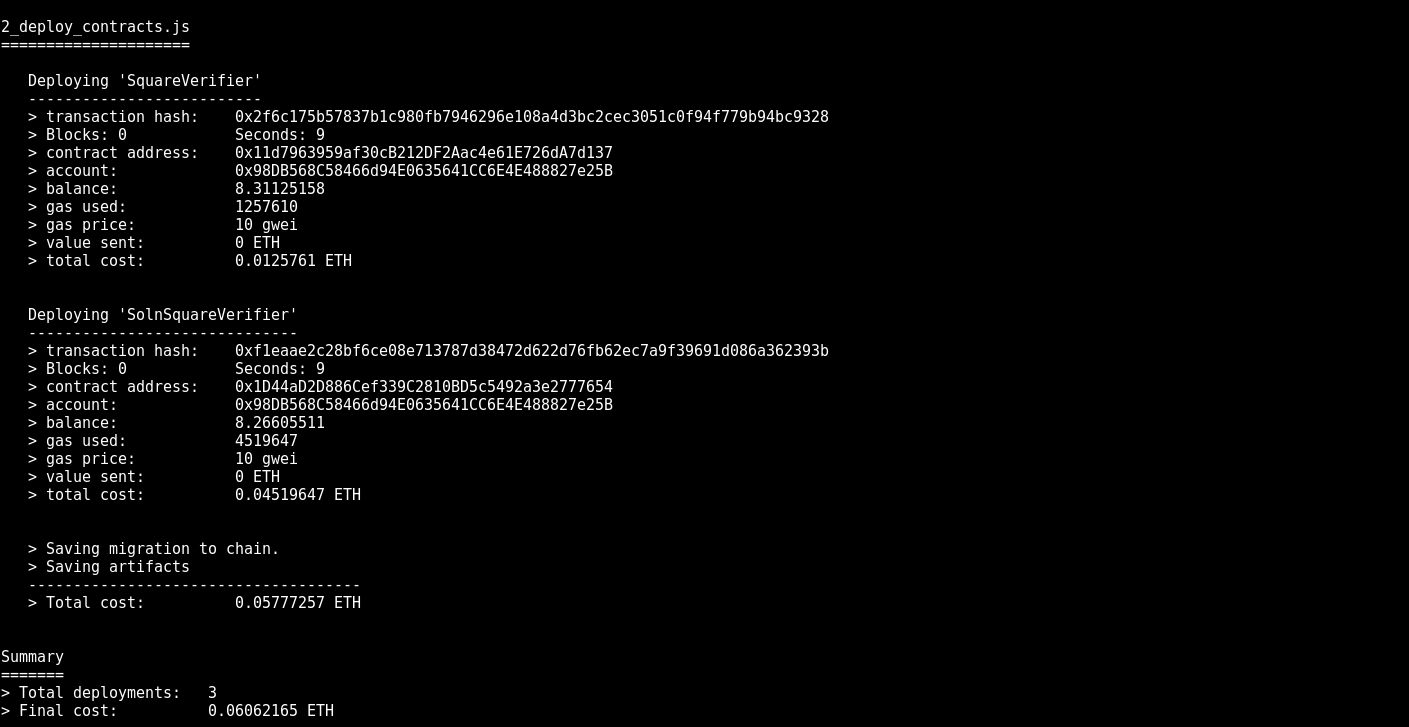 2_deploy_contracts.js
=====================
Deploying 'SquareVerifier'
--------------------------
> transaction hash:    0x2f6c175b57837b1c980fb7946296e108a4d3bc2cec3051c0f94f779b94bc9328
> Blocks: 0            Seconds: 9
> contract address:    0x11d7963959af30cB212DF2Aac4e61E726dA7d137
> account:             0x98DB568C58466d94E0635641CC6E4E488827e25B
> balance:             8.31125158
> gas used:            1257610
> gas price:           10 gwei
> value sent:          0 ETH
> total cost:          0.0125761 ETH
Deploying 'SolnSquareVerifier'
------------------------------
> transaction hash:    0xf1eaae2c28bf6ce08e713787d38472d622d76fb62ec7a9f39691d086a362393b
> Blocks: 0            Seconds: 9
> contract address:    0x1D44aD2D886Cef339C2810BD5c5492a3e2777654
> account:             0x98DB568C58466d94E0635641CC6E4E488827e25B
> balance:             8.26605511
> gas used:            4519647
> gas price:           10 gwei
> value sent:          0 ETH
> total cost:          0.04519647 ETH
> Saving migration to chain.
> Saving artifacts
-------------------------------------
> Total cost:          0.05777257 ETH
Summary
=======
> Total deployments:   3
> Final cost:          0.06062165 ETH